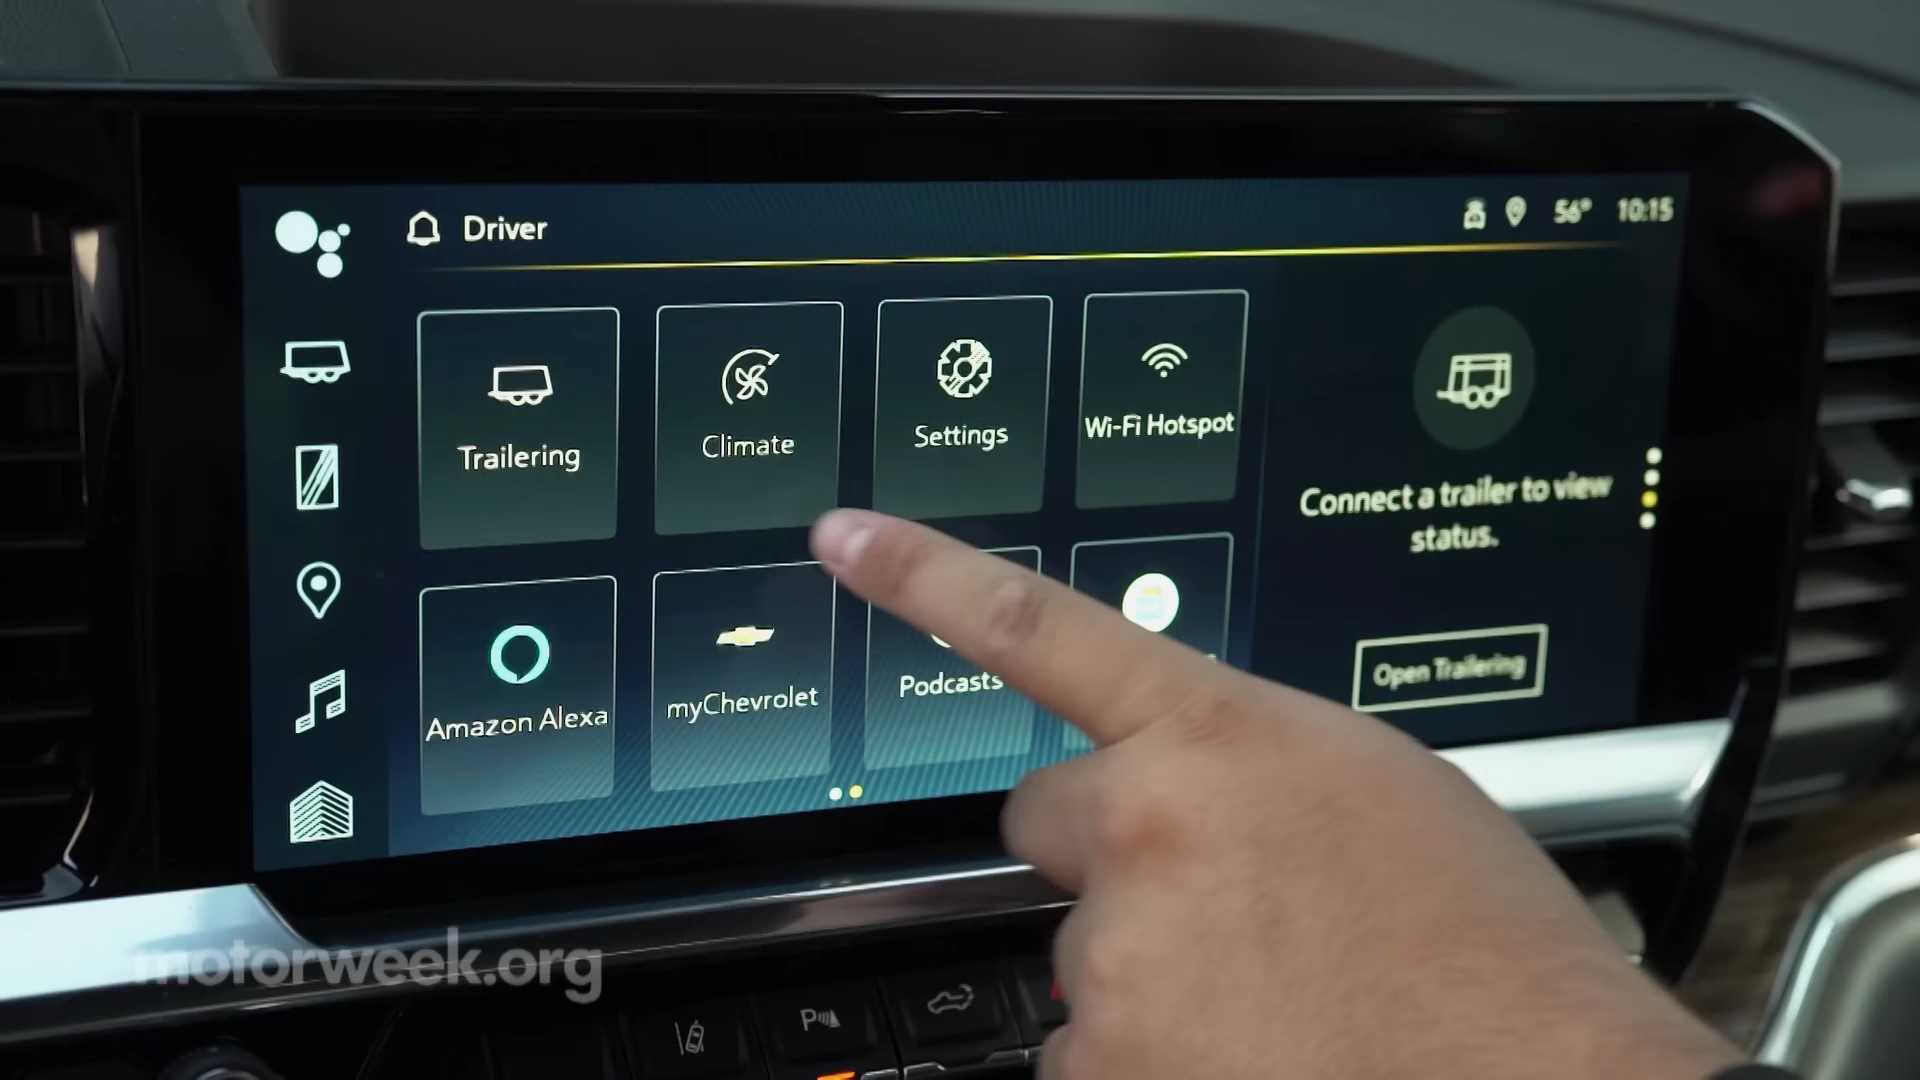 Driver
56° 10:15
Trailering
Climate
Settings
Wi-Fi Hotspot
Connect a trailer to view
status.
Open Trailering
Amazon Alexa
myChevrolet
Podcasts
motorweek.org
P